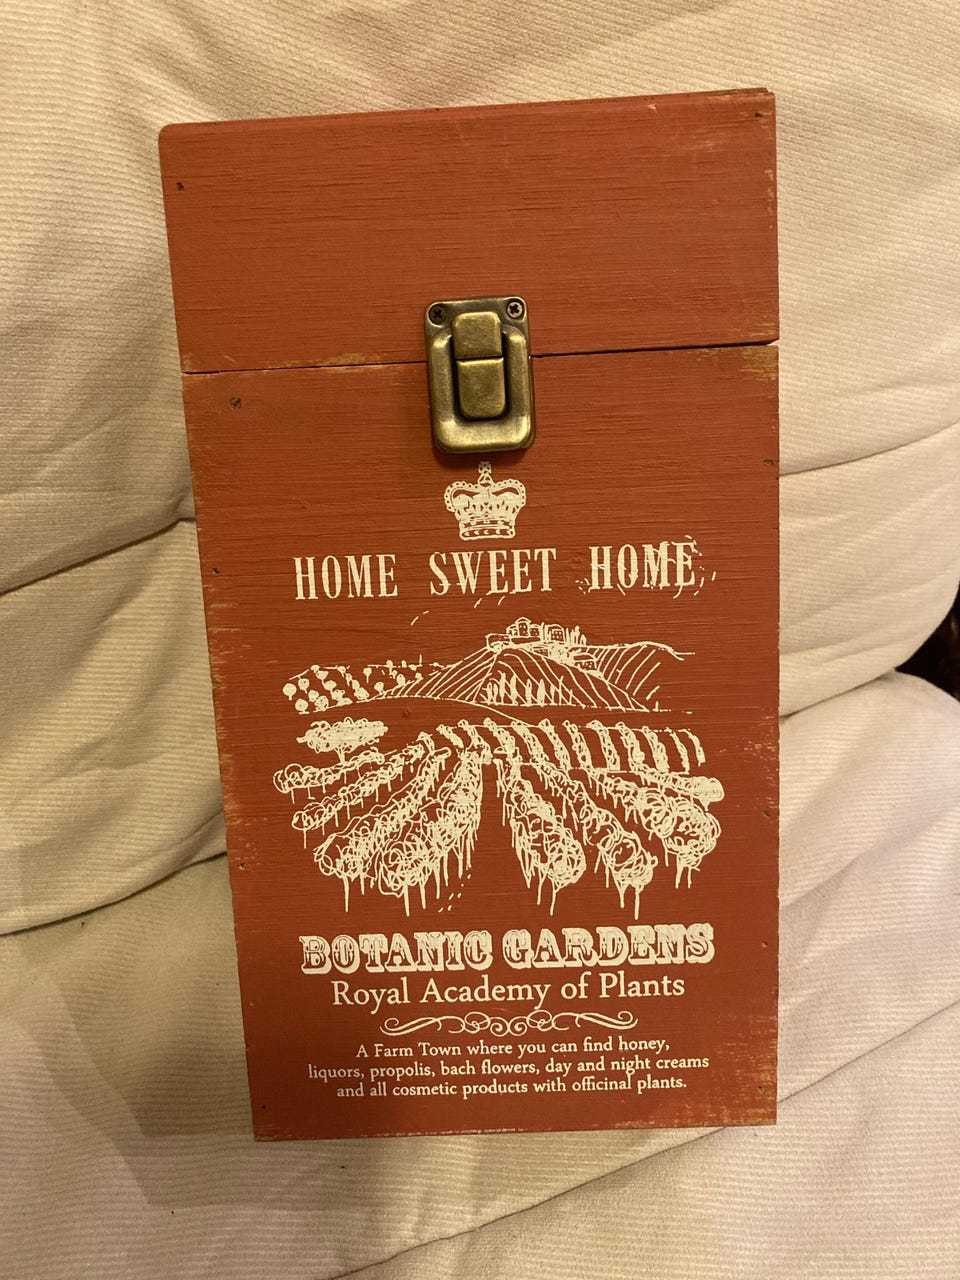 HOME SWEET HOME
BOTANIC GARDENS
Royal Academy of Plants
A Farm Town where you can find honey,
liquors, propolis, bach flowers, day and night creams
and all cosmetic products with officinal plants.